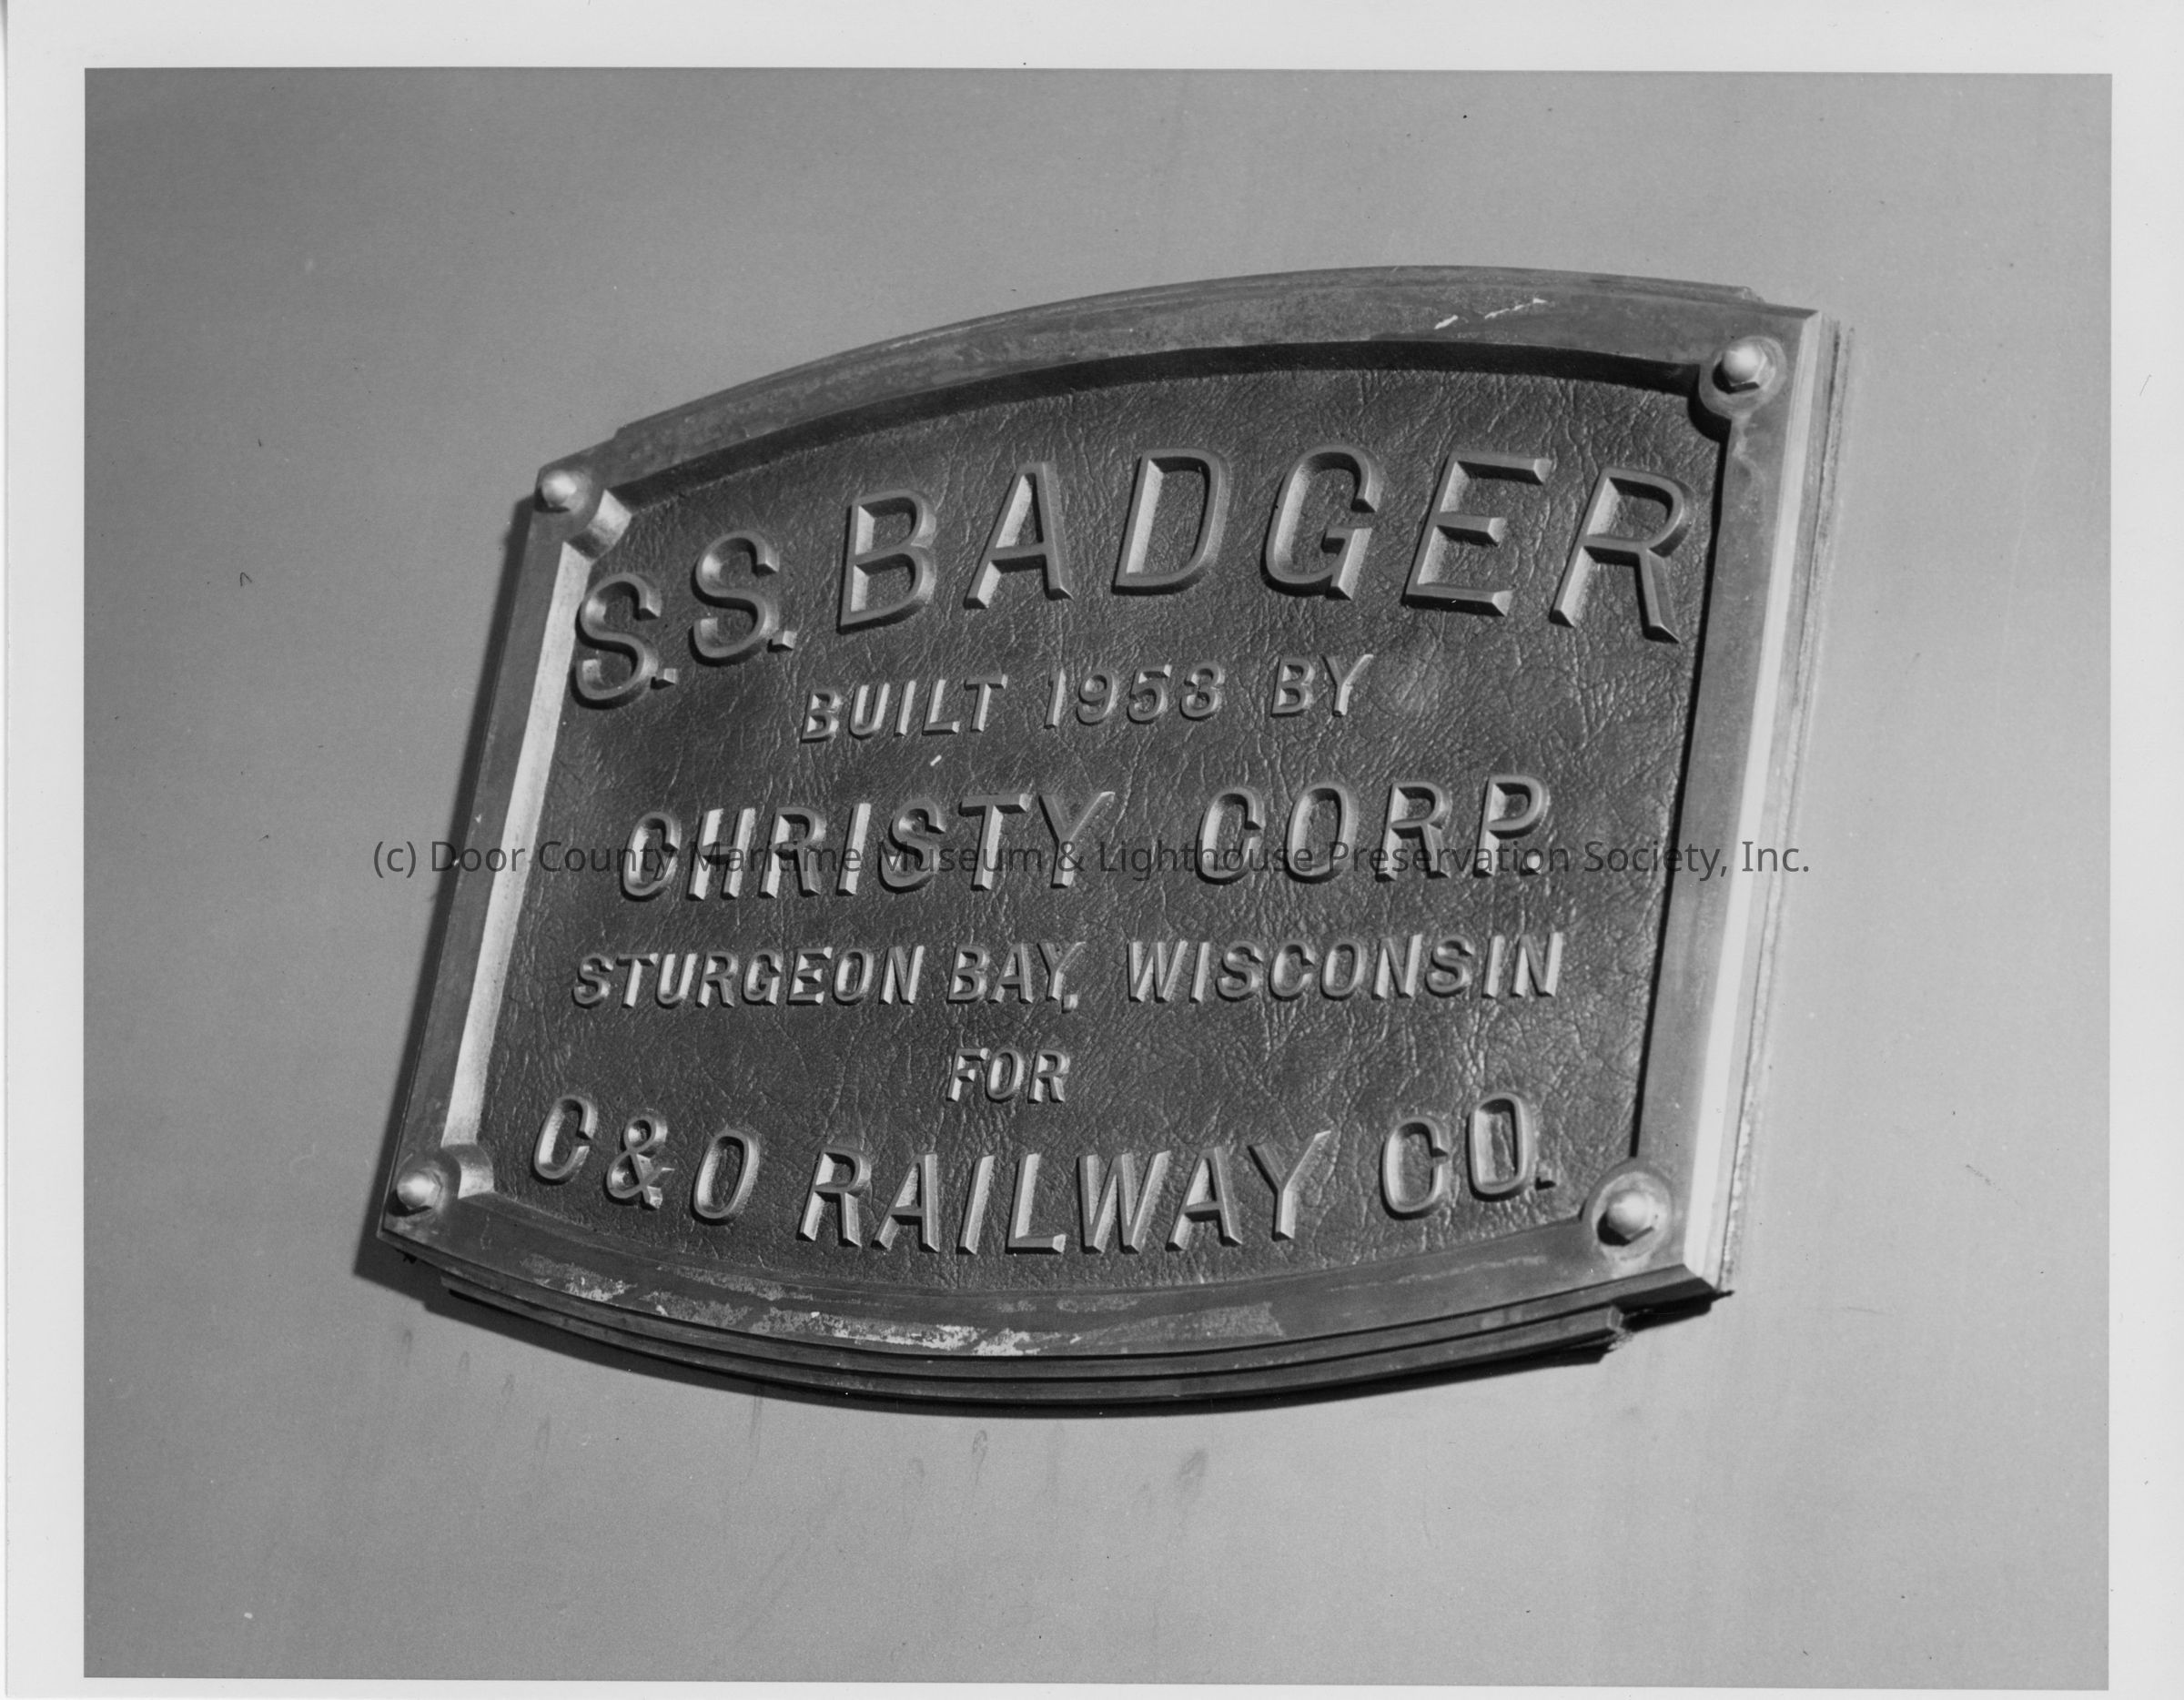 S.S. BADGER
BUILT 1953 BY
CHRISTY CORP.
(c) Door County Maritime Museum & Lighthouse Preservation Society, Inc.
STURGEON BAY, WISCONSIN
FOR
C&O RAILWAY CO.